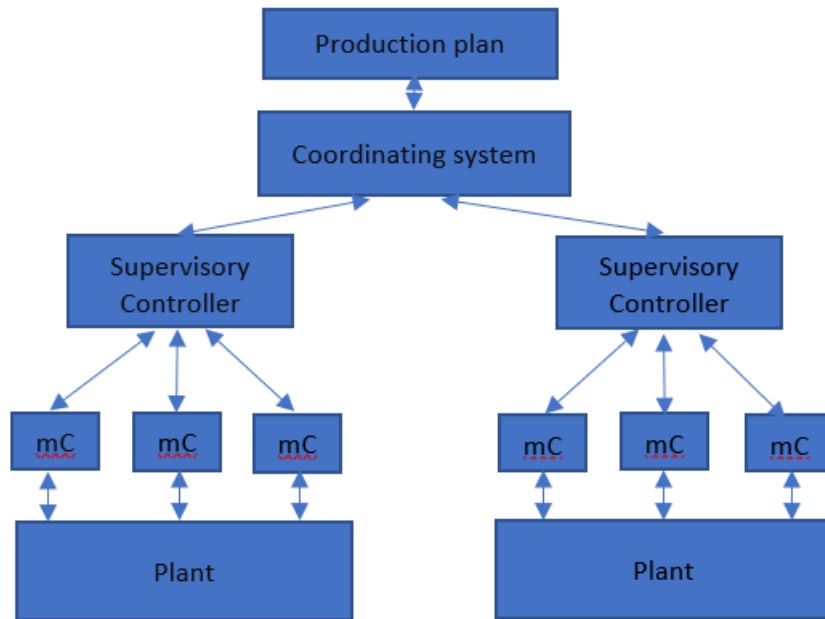 Production plan
Coordinating system
Supervisory
Controller
Supervisory
Controller
mC
mC
mC
mC
mC
mC
Plant
Plant